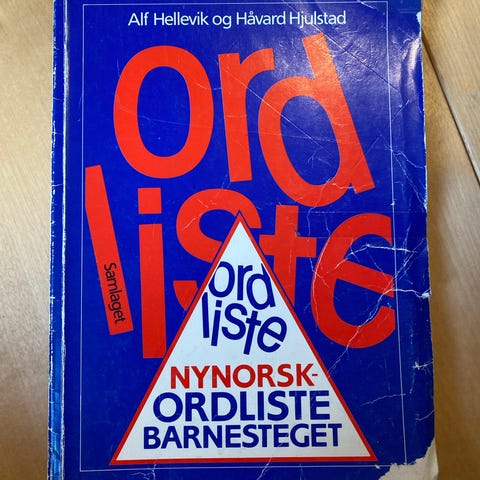 Alf Hellevik og Håvard Hjulstad
ord
liste
Samlaget
ord
liste
NYNORSK-
ORDLISTE
BARNESTEGET